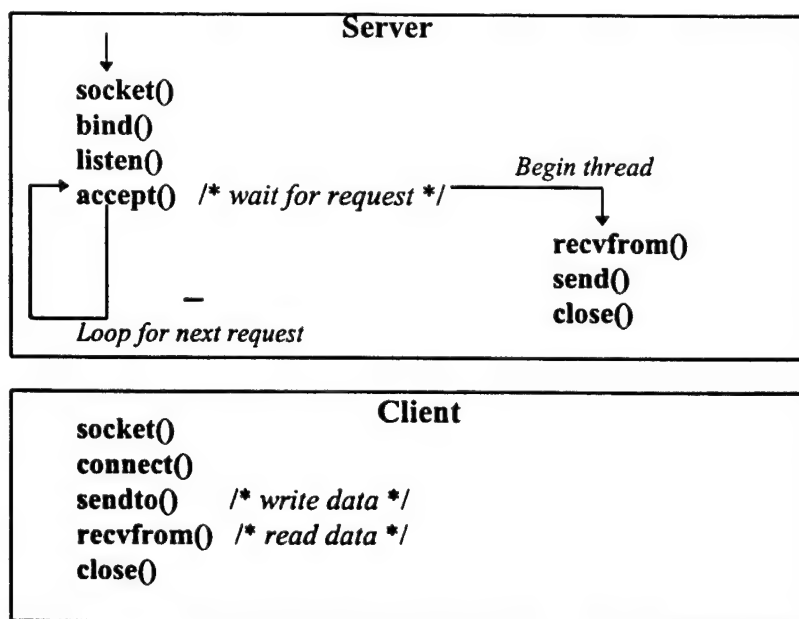 Server
socket()
bind()
listen()
accept() /* wait for request */
Begin thread
recvfrom()
send()
close()
Loop for next request
Client
socket()
connect()
sendto() /* write data */
recvfrom() /* read data */
close()